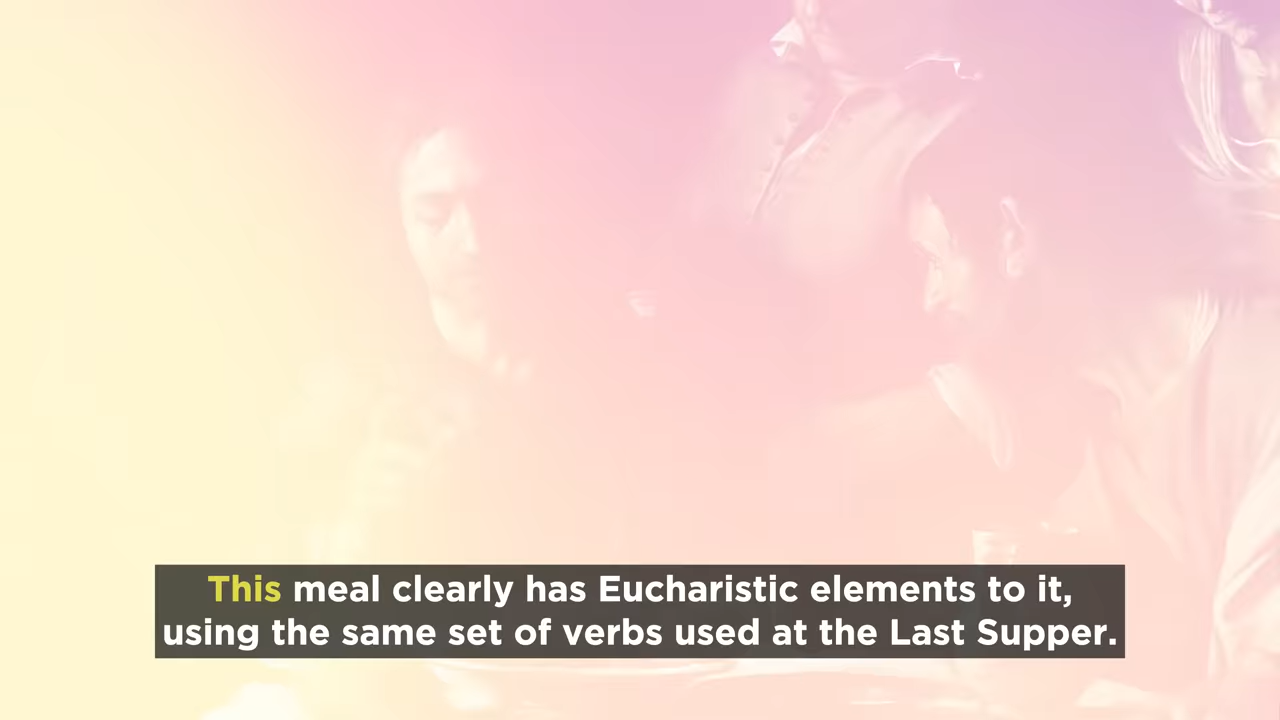 This meal clearly has Eucharistic elements to it,
using the same set of verbs used at the Last Supper.